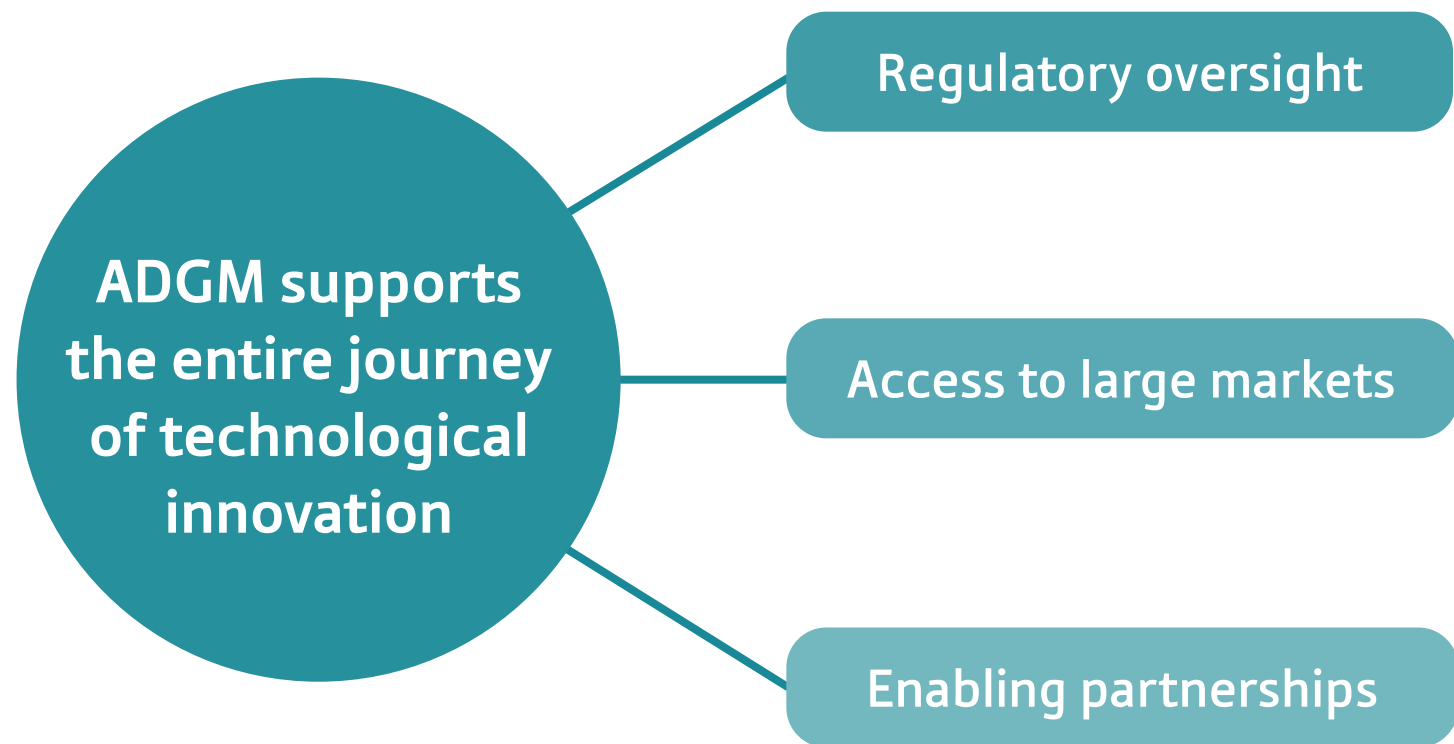 ADGM supports
the entire journey
of technological
innovation
Regulatory oversight
Access to large markets
Enabling partnerships